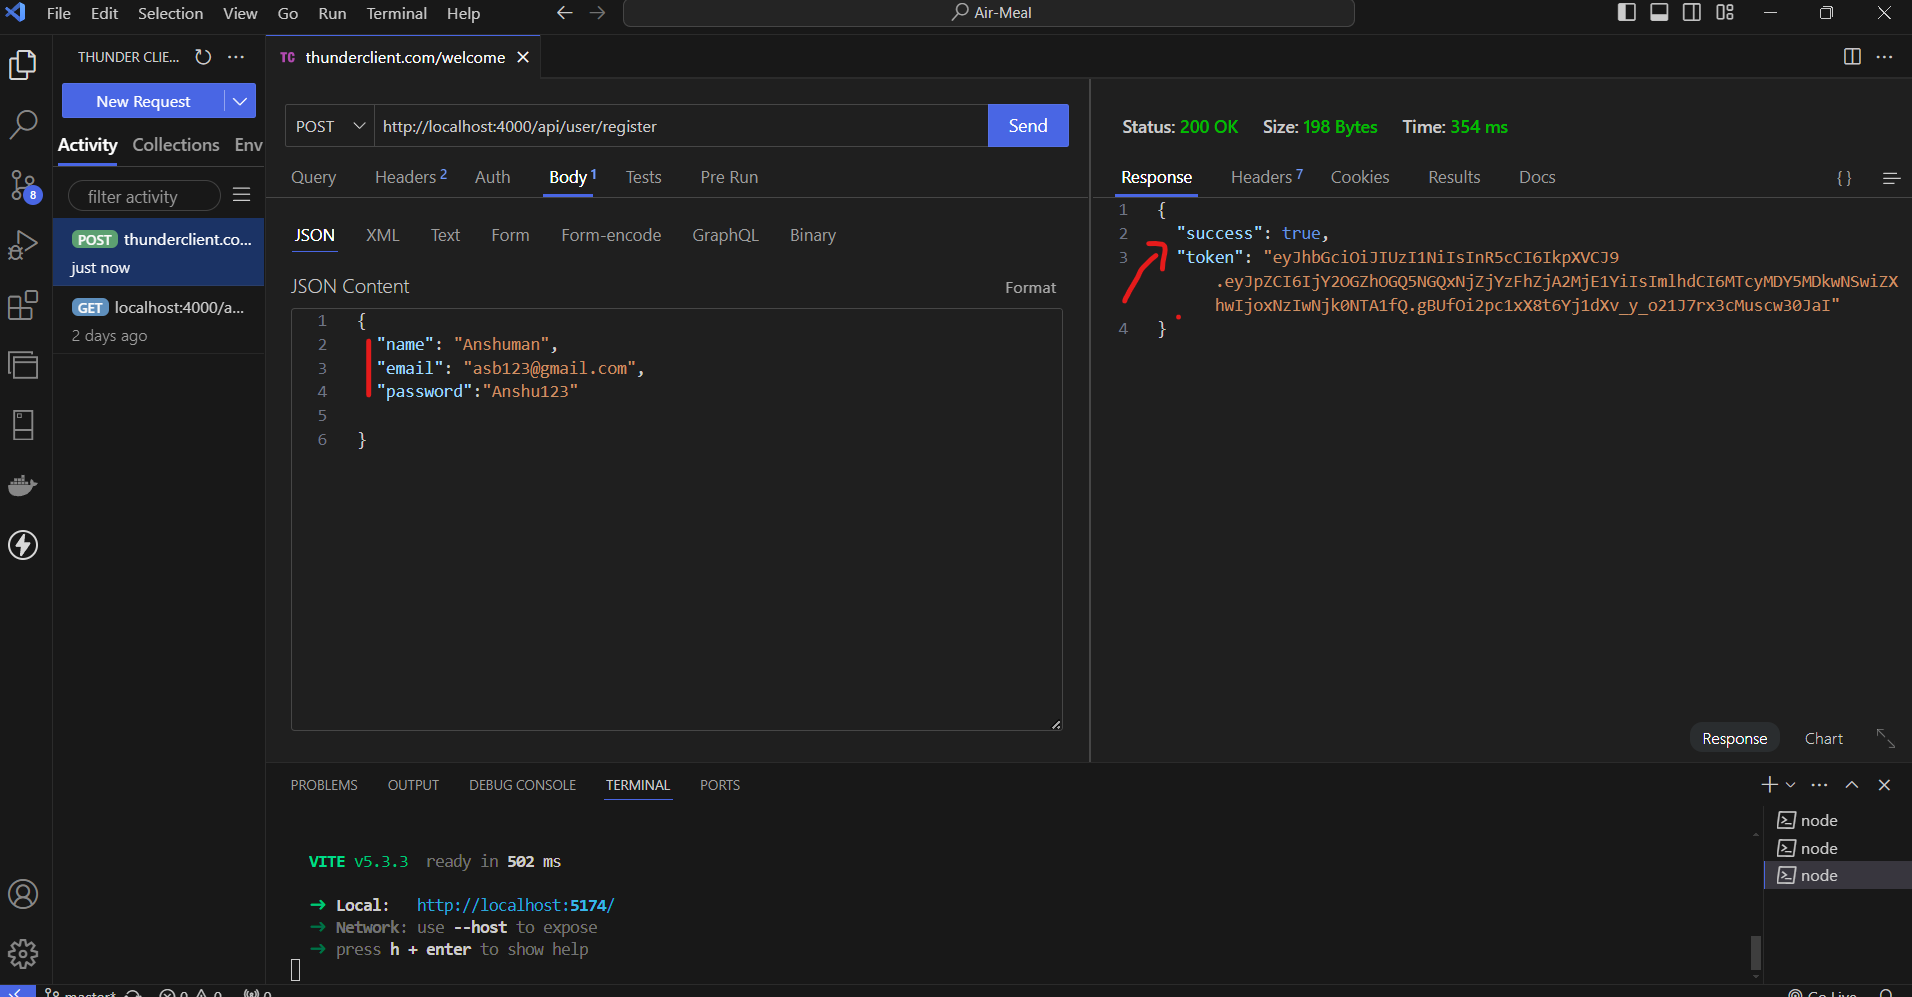 File Edit Selection View Go Run Terminal Help
Air-Meal
THUNDER CLIE...
New Request
Activity Collections Env
filter activity
POST thunderclient.co...
just now
GET localhost:4000/a...
2 days ago
8
TC thunderclient.com/welcome
POST http://localhost:4000/api/user/register Send
Query Headers 2 Auth Body 1 Tests Pre Run
JSON XML Text Form Form-encode GraphQL Binary
JSON Content Format
1 {
2 "name": "Anshuman",
3 "email": "asb123@gmail.com",
4 "password":"Anshu123"
5
6 }
Status: 200 OK Size: 198 Bytes Time: 354 ms
Response Headers 7 Cookies Results Docs {}
1 {
2 "success": true,
3 "token": "eyJhbGciOiJIUzI1NiIsInR5cCI6IkpXVCJ9
.eyJpZCI6IjY2OGZhOGQ5NGQxNjZjYzFhZjA2MjE1YiIsImlhdCI6MTcyMDY5MDkwNSwiZX
hwIjoxNzIwNjk0NTA1fQ.gBUfOi2pc1xX8t6Yj1dXv_y_o21J7rx3cMuscw30JaI"
4 }
Response Chart
PROBLEMS OUTPUT DEBUG CONSOLE TERMINAL PORTS
VITE v5.3.3 ready in 502 ms
➜ Local: http://localhost:5174/
➜ Network: use --host to expose
➜ press h + enter to show help
node
node
node
master* 0 0 0 Go Live